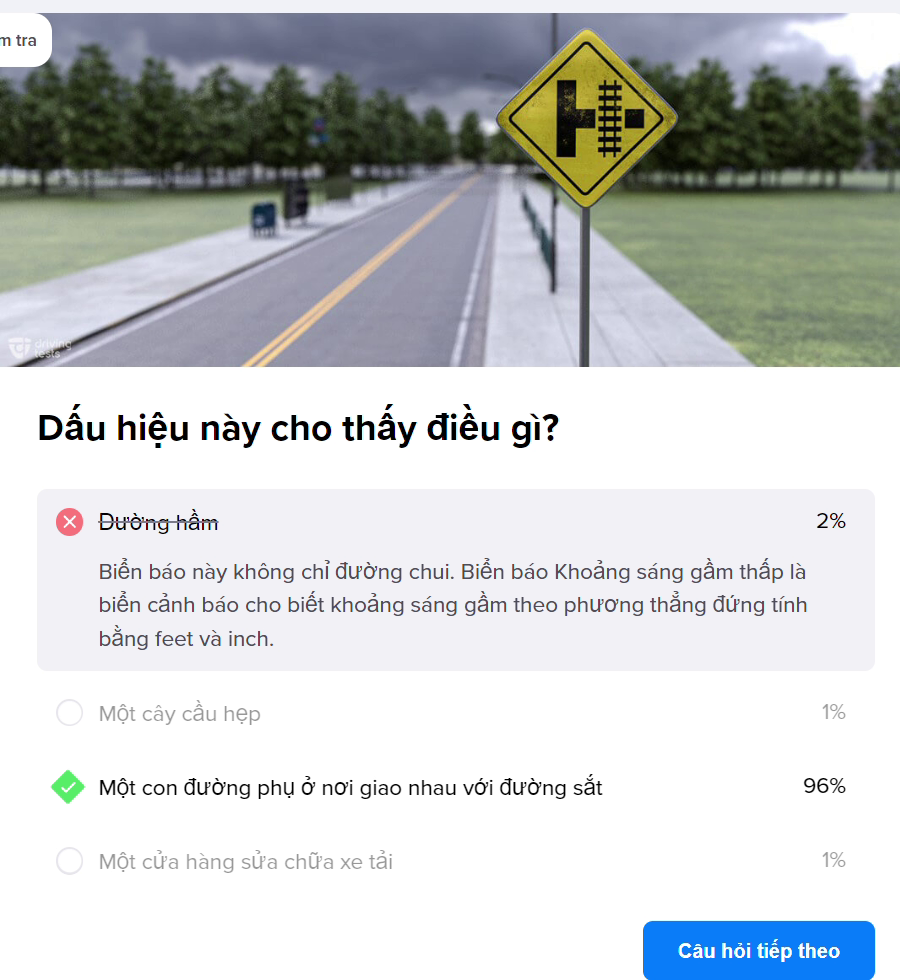 m tra
driving
tests
Dấu hiệu này cho thấy điều gì?
Đường hầm 2%
Biển báo này không chỉ đường chui. Biển báo Khoảng sáng gầm thấp là
biển cảnh báo cho biết khoảng sáng gầm theo phương thẳng đứng tính
bằng feet và inch.
Một cây cầu hẹp 1%
Một con đường phụ ở nơi giao nhau với đường sắt 96%
Một cửa hàng sửa chữa xe tải 1%
Câu hỏi tiếp theo